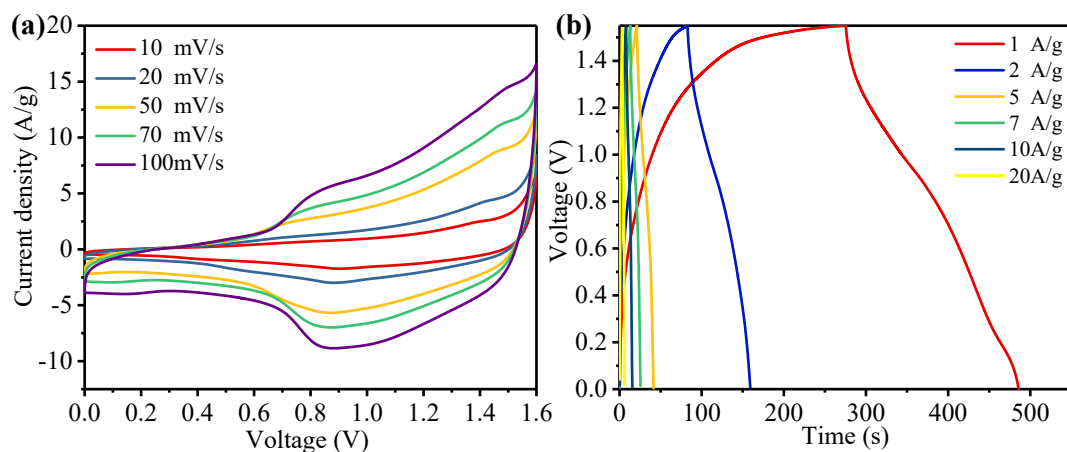 (a)
20
15
10
5
0
-5
-10
Current density (A/g)
10 mV/s
20 mV/s
50 mV/s
70 mV/s
100mV/s
0.0 0.2 0.4 0.6 0.8 1.0 1.2 1.4 1.6
Voltage (V)
(b)
1.4
1.2
1.0
0.8
0.6
0.4
0.2
0.0
Voltage (V)
1 A/g
2 A/g
5 A/g
7 A/g
10A/g
20A/g
0 100 200 300 400 500
Time (s)